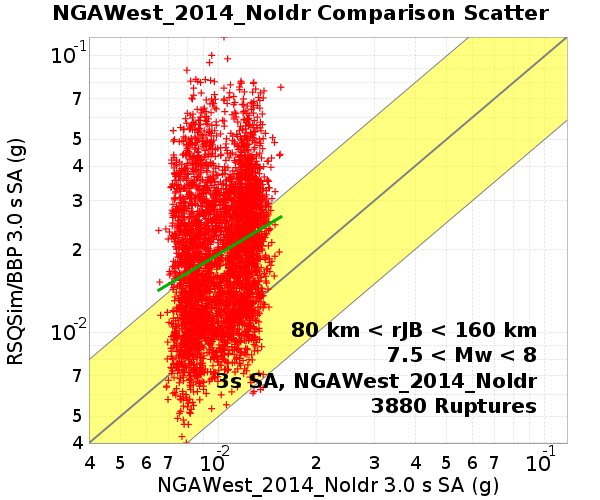 NGAWest_2014_NoIdr Comparison Scatter
RSQSim/BBP 3.0 s SA (g)
10-1
7
5
4
3
2
10-2
7
5
4
80 km < rJB < 160 km
7.5 < Mw < 8
3s SA, NGAWest_2014_NoIdr
3880 Ruptures
4 5 6 7 10-2 2 3 4 5 6 7 10-1
NGAWest_2014_NoIdr 3.0 s SA (g)